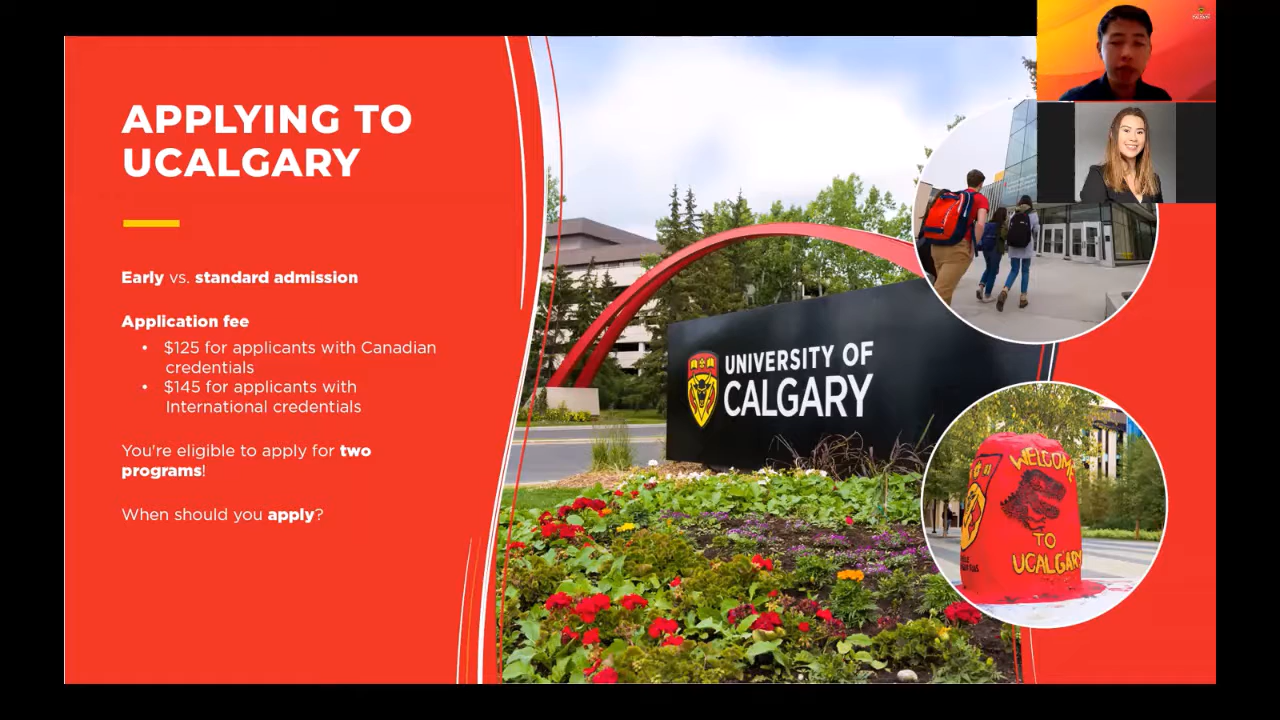 APPLYING TO
UCALGARY
Early vs. standard admission
Application fee
• $125 for applicants with Canadian
credentials
• $145 for applicants with
International credentials
You're eligible to apply for two
programs!
When should you apply?
UNIVERSITY OF
CALGARY
WELCOME
TO
UCALGARY